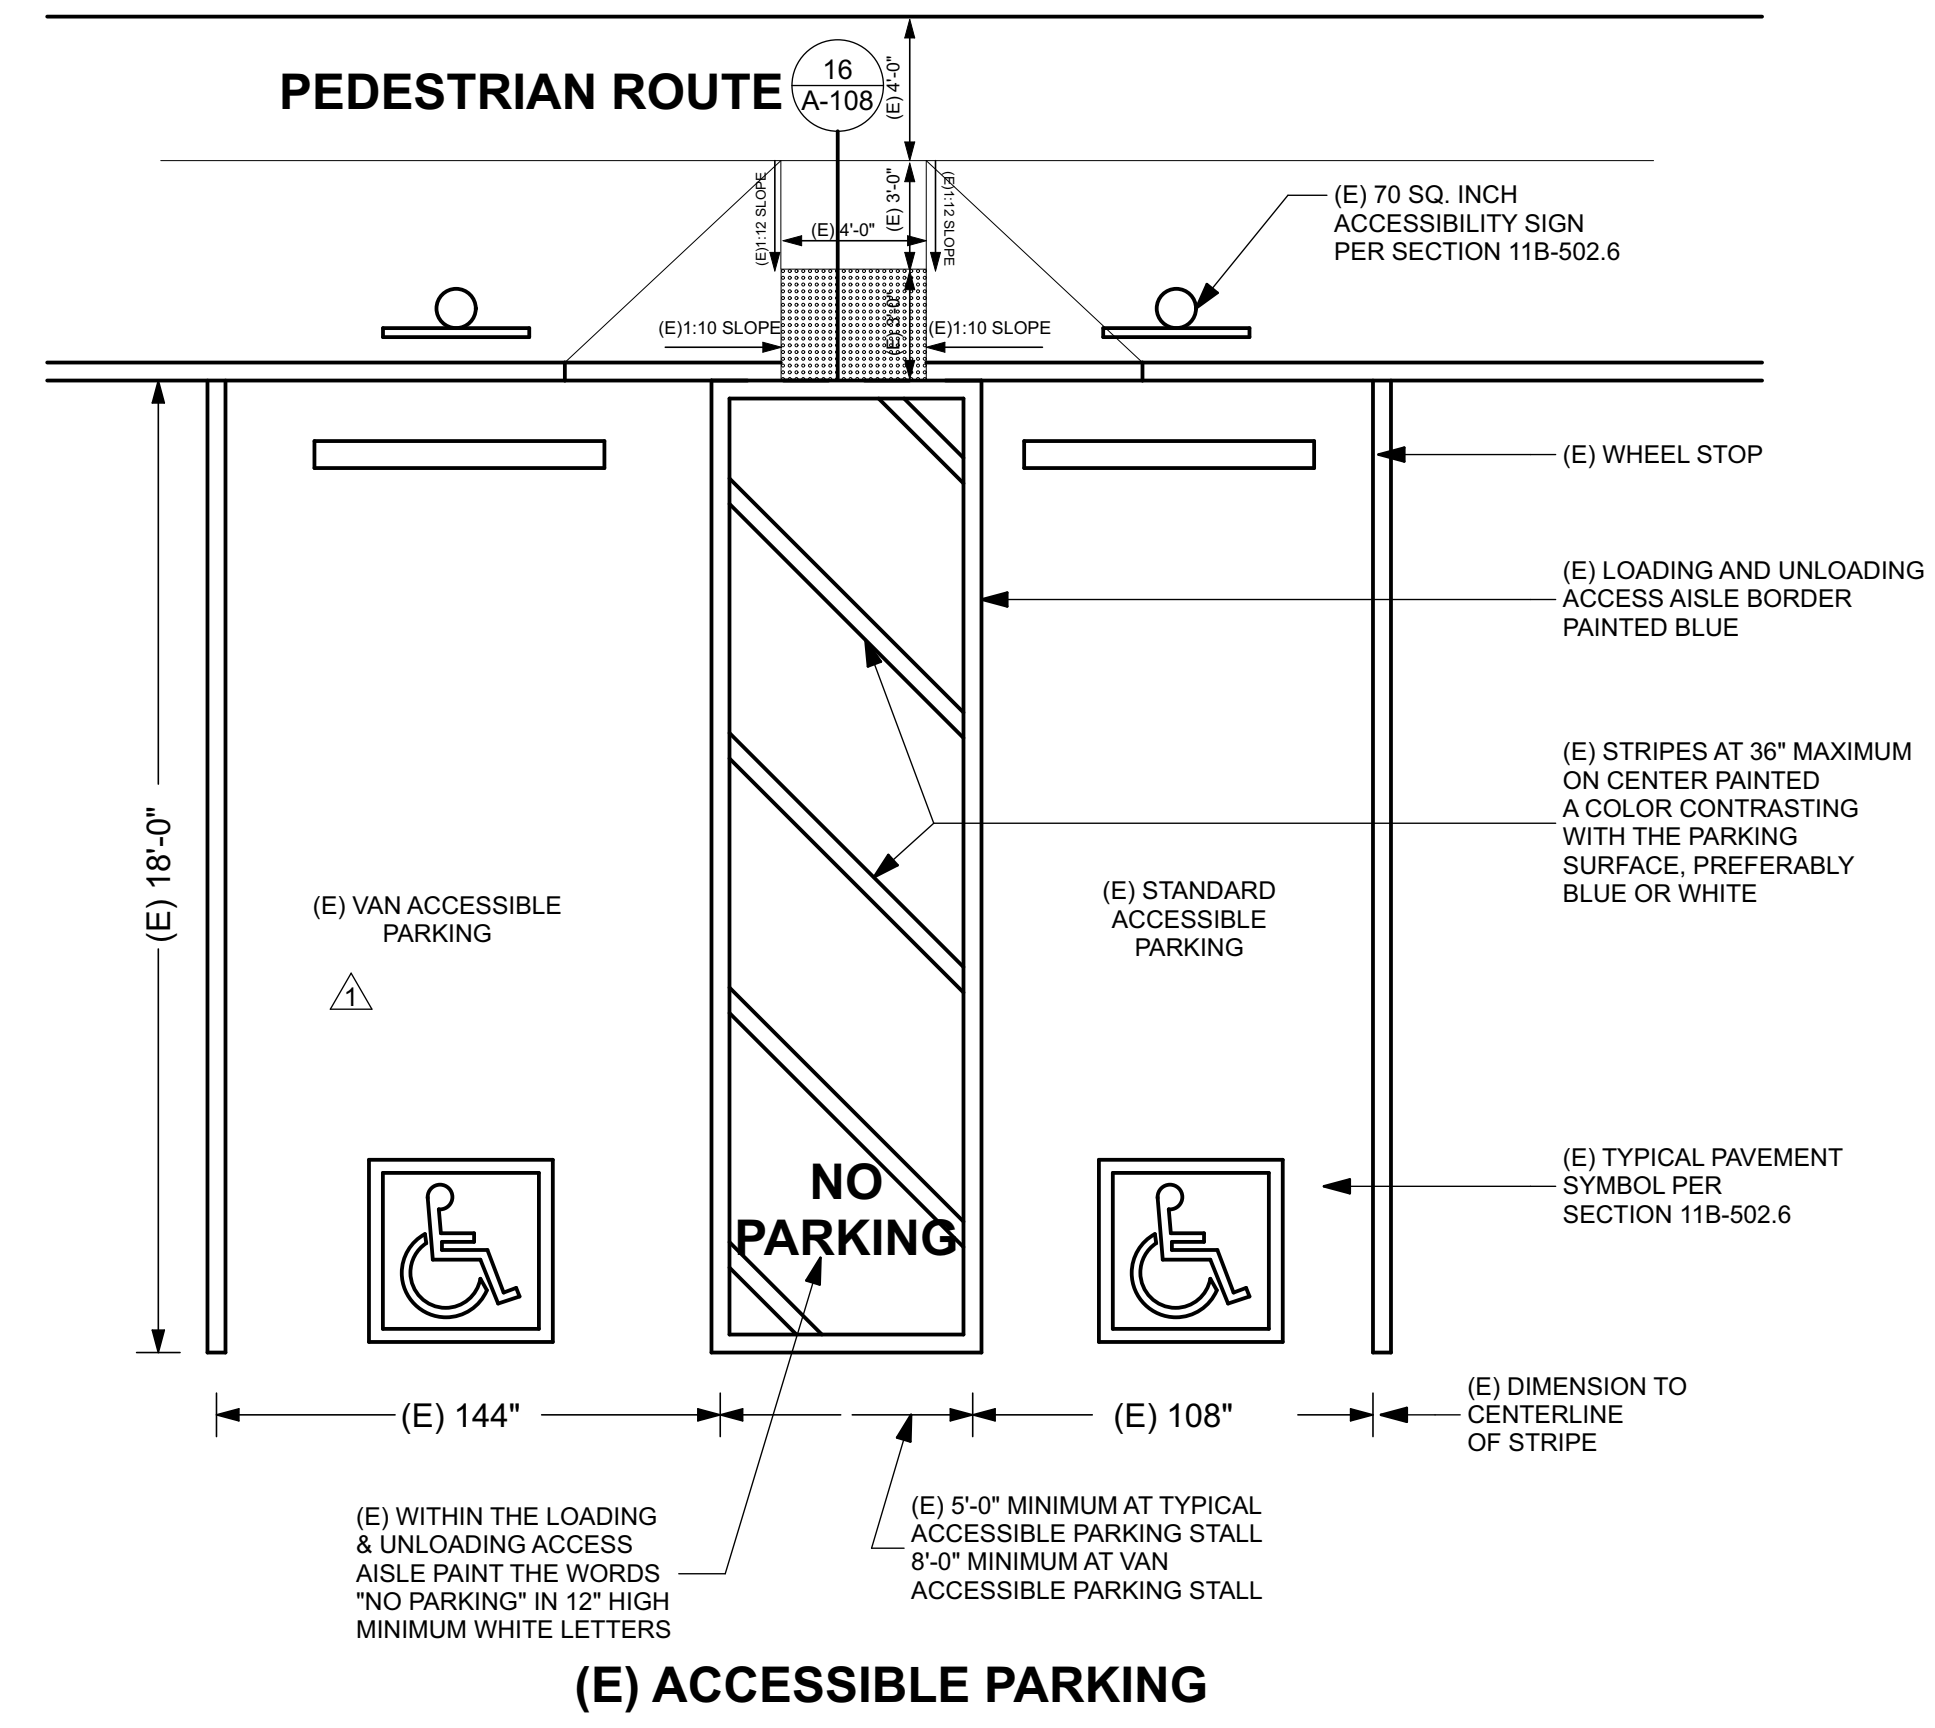 PEDESTRIAN ROUTE
16
A-108
(E) 4'-0"
(E)1:12 SLOPE
(E) 3'-0"
(E)1:12 SLOPE
(E) 4'-0"
(E) 70 SQ. INCH
ACCESSIBILITY SIGN
PER SECTION 11B-502.6
(E)1:10 SLOPE
(E) 3'-0"
(E)1:10 SLOPE
(E) WHEEL STOP
(E) LOADING AND UNLOADING
ACCESS AISLE BORDER
PAINTED BLUE
(E) STRIPES AT 36" MAXIMUM
ON CENTER PAINTED
A COLOR CONTRASTING
WITH THE PARKING
SURFACE, PREFERABLY
BLUE OR WHITE
(E) 18'-0"
(E) VAN ACCESSIBLE
PARKING
(E) STANDARD
ACCESSIBLE
PARKING
1
NO
PARKING
(E) TYPICAL PAVEMENT
SYMBOL PER
SECTION 11B-502.6
(E) 144"
(E) 108"
(E) DIMENSION TO
CENTERLINE
OF STRIPE
(E) WITHIN THE LOADING
& UNLOADING ACCESS
AISLE PAINT THE WORDS
"NO PARKING" IN 12" HIGH
MINIMUM WHITE LETTERS
(E) 5'-0" MINIMUM AT TYPICAL
ACCESSIBLE PARKING STALL
8'-0" MINIMUM AT VAN
ACCESSIBLE PARKING STALL
(E) ACCESSIBLE PARKING